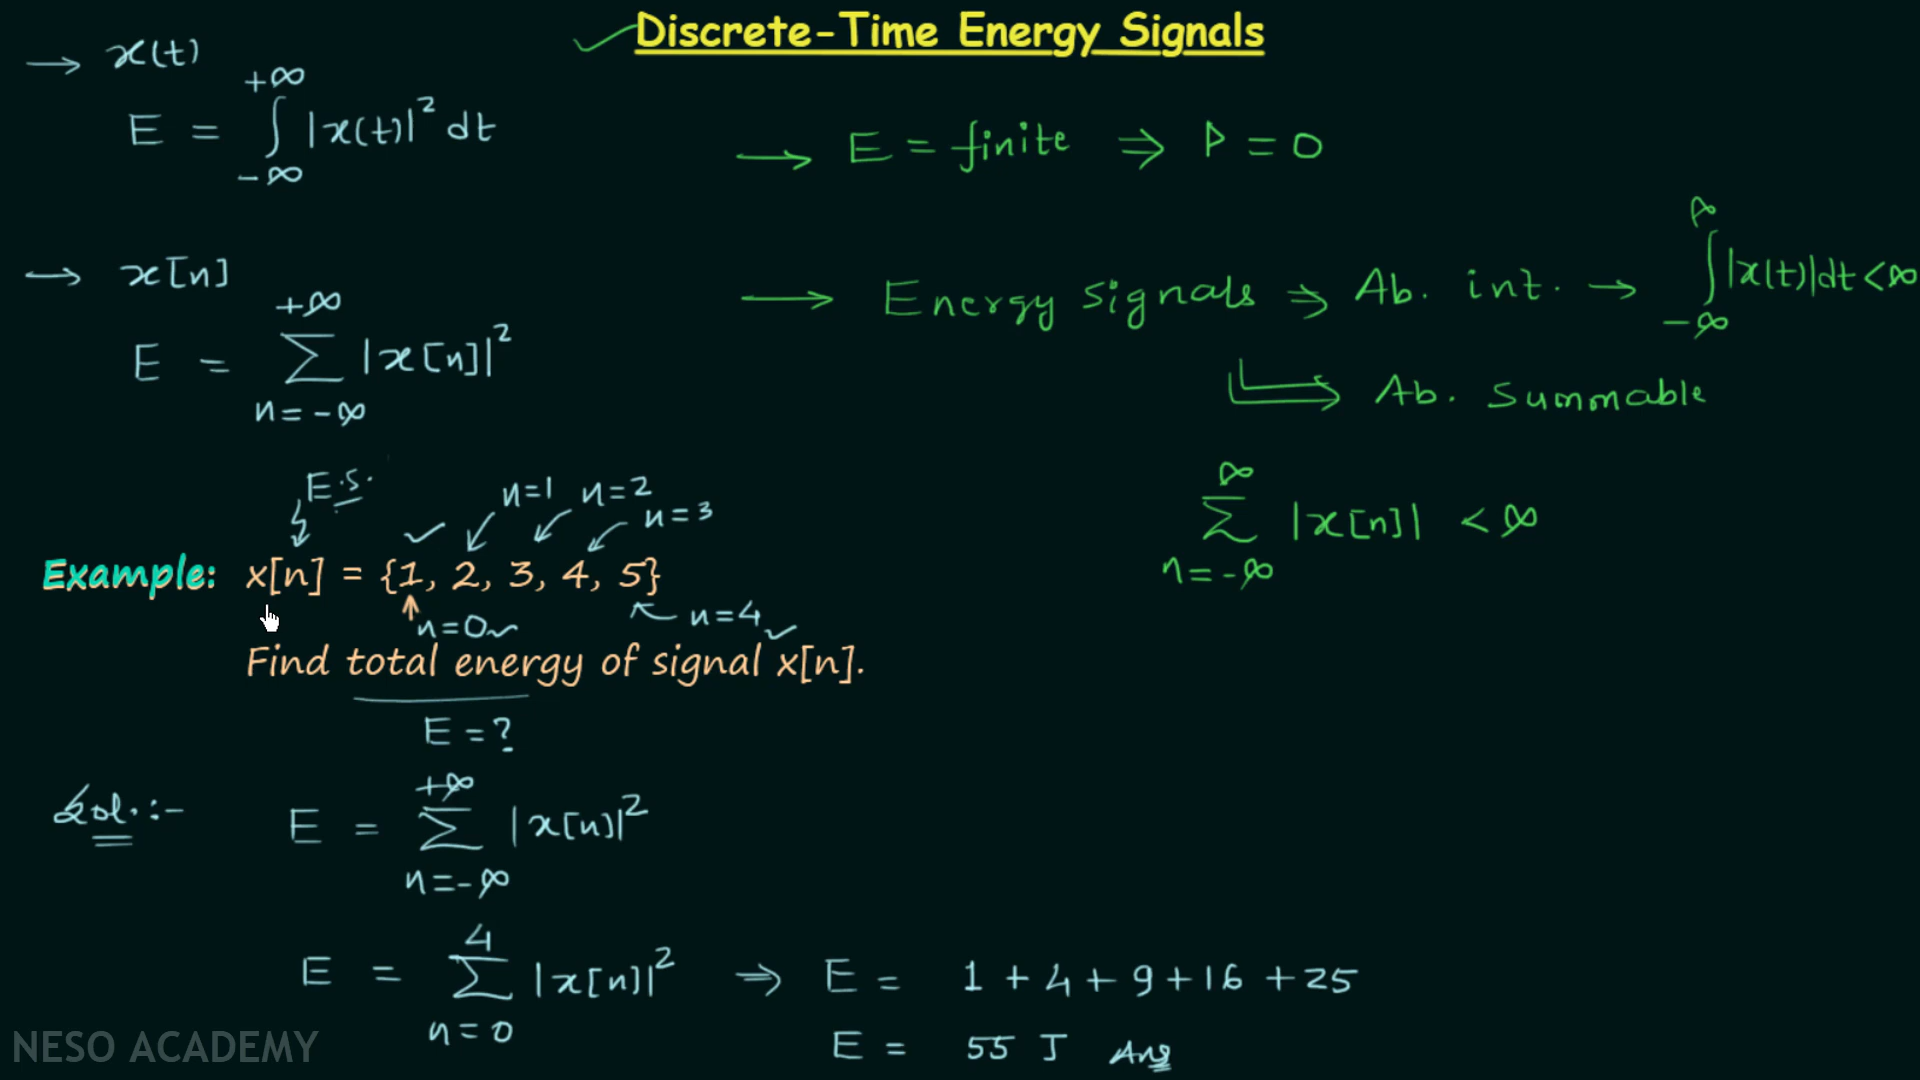 Discrete-Time Energy Signals
→ x(t)
E = ∫_{-∞}^{+∞} |x(t)|² dt
→ x[n]
E = Σ_{n=-∞}^{+∞} |x[n]|²
→ E = finite ⇒ P = 0
→ Energy signals ⇒ Ab. int. → ∫_{-∞}^{∞} |x(t)|dt < ∞
Ab. summable
Σ_{n=-∞}^{∞} |x[n]| < ∞
E.S.
n=1 n=2
n=3
Example: x[n] = {1, 2, 3, 4, 5}
↑ n=0 n=4
Find total energy of signal x[n].
E = ?
Sol.:-
E = Σ_{n=-∞}^{+∞} |x[n]|²
E = Σ_{n=0}^{4} |x[n]|² ⇒ E = 1 + 4 + 9 + 16 + 25
E = 55 J Ans
NESO ACADEMY